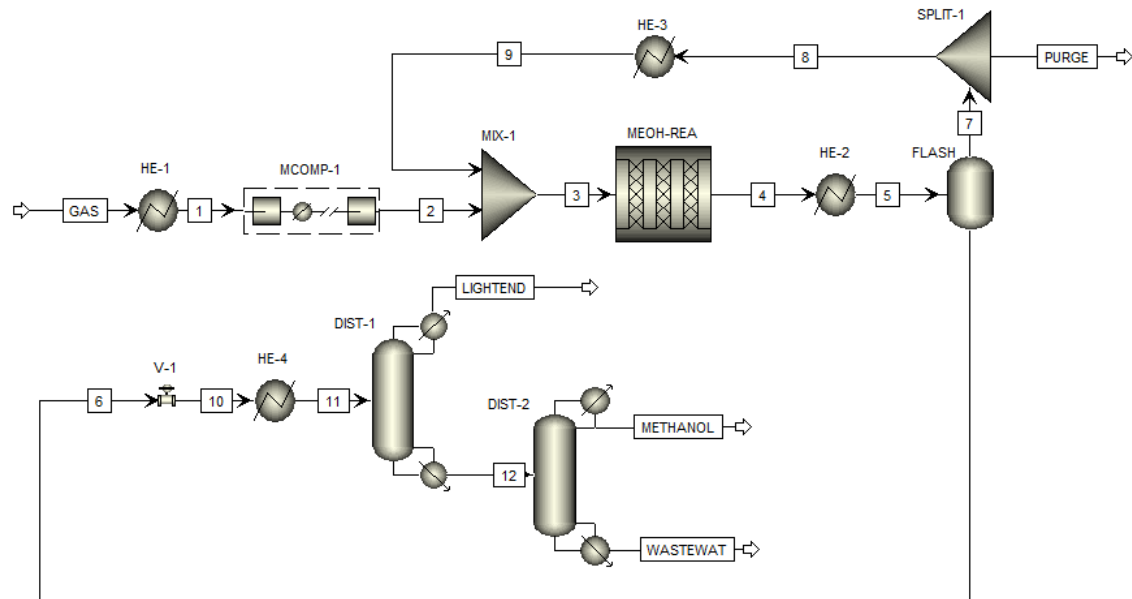 SPLIT-1
HE-3
9
8
PURGE
MIX-1
MEOH-REA
7
HE-1
MCOMP-1
HE-2
FLASH
GAS
1
2
3
4
5
LIGHTEND
DIST-1
V-1
HE-4
DIST-2
6
10
11
METHANOL
12
WASTEWAT